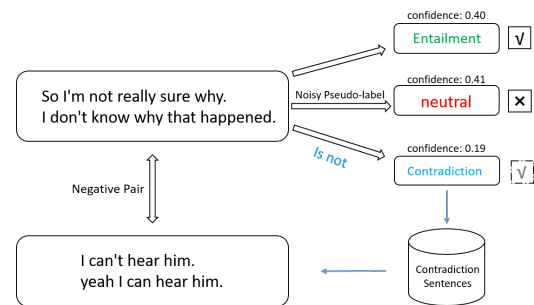 confidence: 0.40
Entailment
√
confidence: 0.41
So I'm not really sure why.
I don't know why that happened.
Noisy Pseudo-label
neutral
×
Is not
confidence: 0.19
Contradiction
√
Negative Pair
I can't hear him.
yeah I can hear him.
Contradiction
Sentences